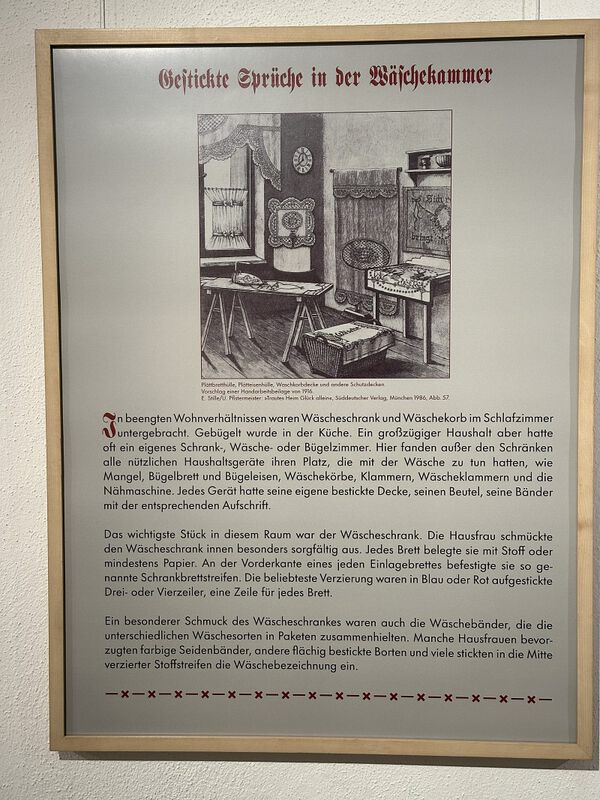 Gestickte Sprüche in der Wäschekammer
Plättbretthülle, Plätteisenhülle, Waschkorbdecke und andere Schutzdecken.
Vorschlag einer Handarbeitsbeilage von 1916.
E. Stille/U. Pfistermeister: »Trautes Heim Glück allein«, Süddeutscher Verlag, München 1986, Abb. 57.
In beengten Wohnverhältnissen waren Wäscheschrank und Wäschekorb im Schlafzimmer
untergebracht. Gebügelt wurde in der Küche. Ein großzügiger Haushalt aber hatte
oft ein eigenes Schrank-, Wäsche- oder Bügelzimmer. Hier fanden außer den Schränken
alle nützlichen Haushaltsgeräte ihren Platz, die mit der Wäsche zu tun hatten, wie
Mangel, Bügelbrett und Bügeleisen, Wäschekörbe, Klammern, Wäscheklammern und die
Nähmaschine. Jedes Gerät hatte seine eigene bestickte Decke, seinen Beutel, seine Bänder
mit der entsprechenden Aufschrift.
Das wichtigste Stück in diesem Raum war der Wäscheschrank. Die Hausfrau schmückte
den Wäscheschrank innen besonders sorgfältig aus. Jedes Brett belegte sie mit Stoff oder
mindestens Papier. An der Vorderkante eines jeden Einlagebrettes befestigte sie so ge-
nannte Schrankbrettstreifen. Die beliebteste Verzierung waren in Blau oder Rot aufgestickte
Drei- oder Vierzeiler, eine Zeile für jedes Brett.
Ein besonderer Schmuck des Wäscheschrankes waren auch die Wäschebänder, die die
unterschiedlichen Wäschesorten in Paketen zusammenhielten. Manche Hausfrauen bevor-
zugten farbige Seidenbänder, andere flächig bestickte Borten und viele stickten in die Mitte
verzierter Stoffstreifen die Wäschebezeichnung ein.